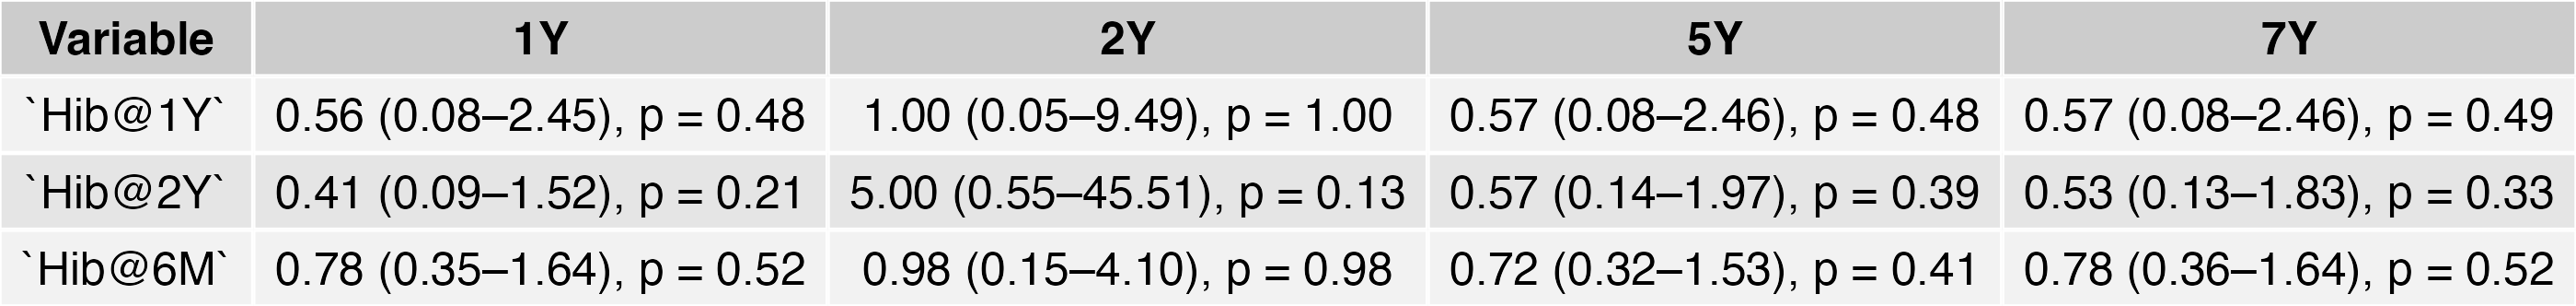 Variable 1Y 2Y 5Y 7Y
`Hib@1Y` 0.56 (0.08–2.45), p = 0.48 1.00 (0.05–9.49), p = 1.00 0.57 (0.08–2.46), p = 0.48 0.57 (0.08–2.46), p = 0.49
`Hib@2Y` 0.41 (0.09–1.52), p = 0.21 5.00 (0.55–45.51), p = 0.13 0.57 (0.14–1.97), p = 0.39 0.53 (0.13–1.83), p = 0.33
`Hib@6M` 0.78 (0.35–1.64), p = 0.52 0.98 (0.15–4.10), p = 0.98 0.72 (0.32–1.53), p = 0.41 0.78 (0.36–1.64), p = 0.52